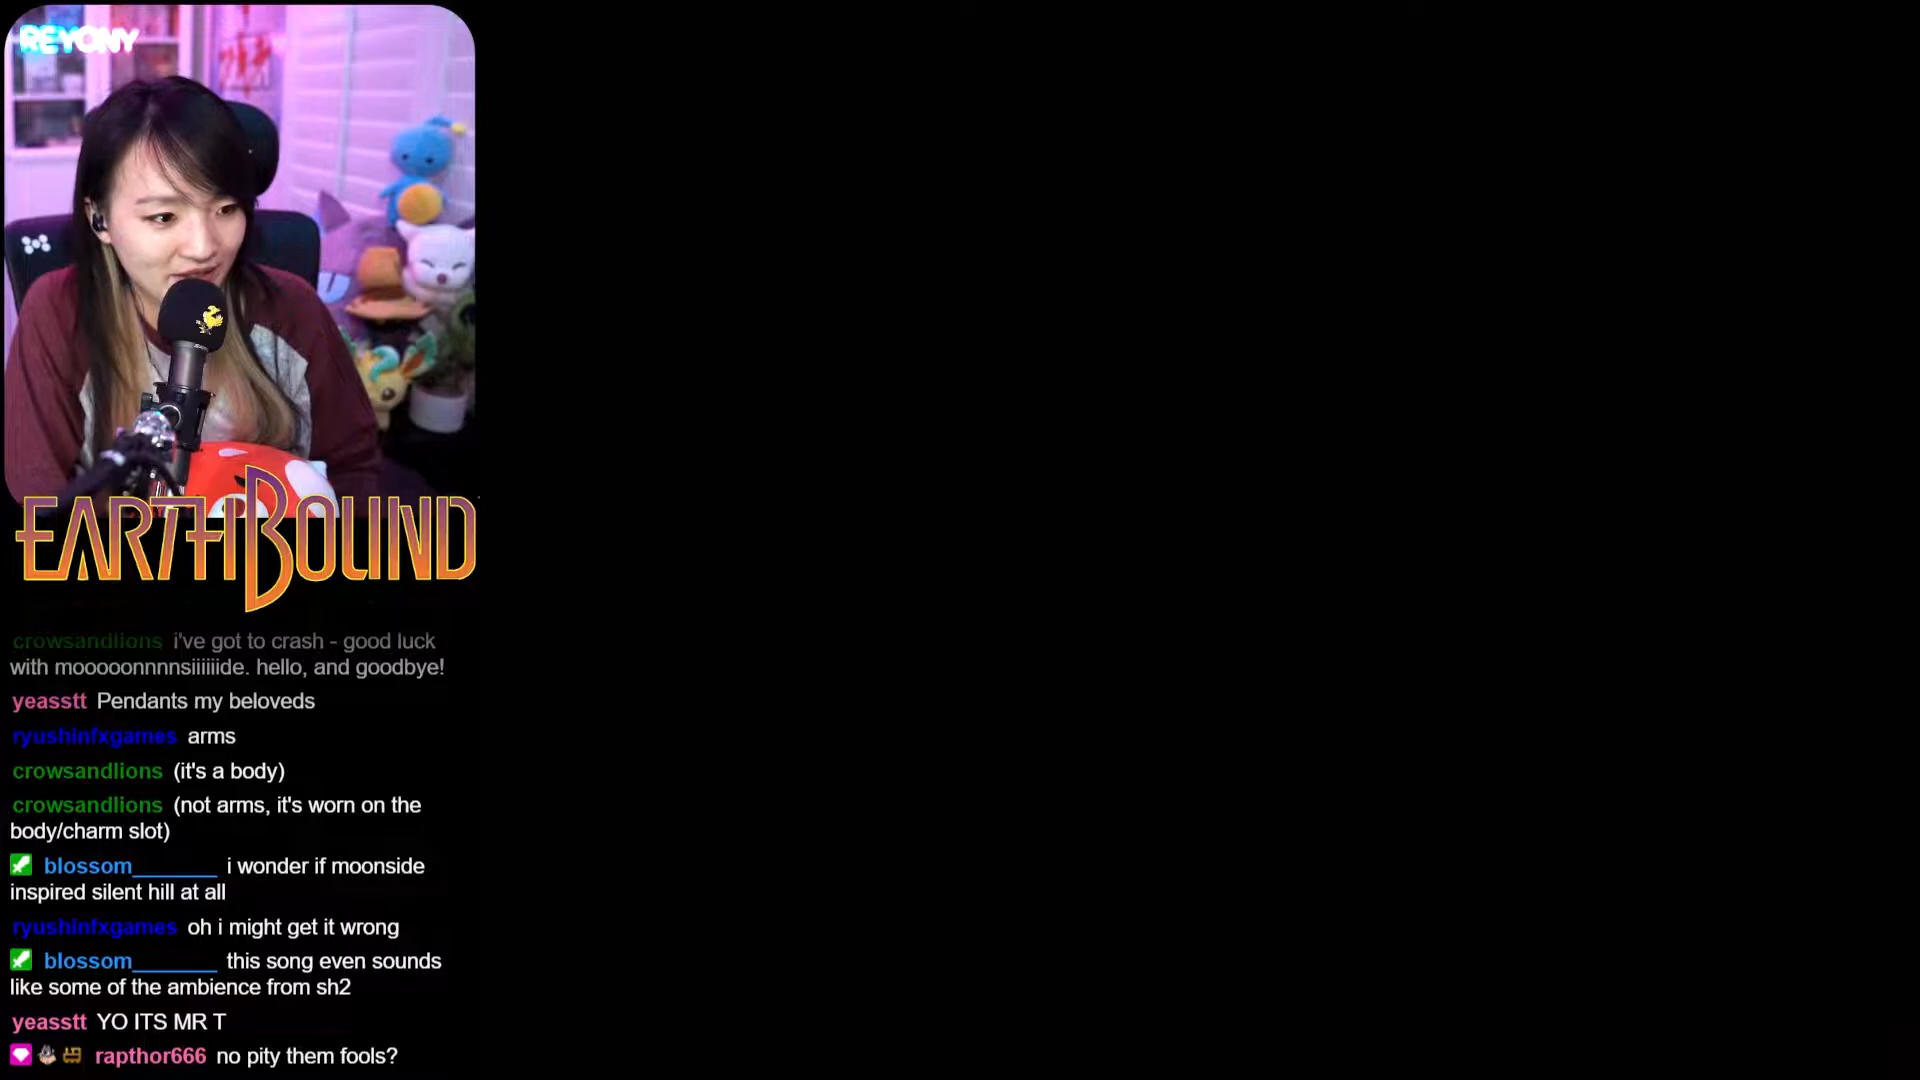 REYONY
EARTHBOUND
crowsandlions i've got to crash - good luck
with mooooonnnnsiiiiiide. hello, and goodbye!
yeasstt Pendants my beloveds
ryushinfxgames arms
crowsandlions (it's a body)
crowsandlions (not arms, it's worn on the
body/charm slot)
blossom_______ i wonder if moonside
inspired silent hill at all
ryushinfxgames oh i might get it wrong
blossom_______ this song even sounds
like some of the ambience from sh2
yeasstt YO ITS MR T
rapthor666 no pity them fools?